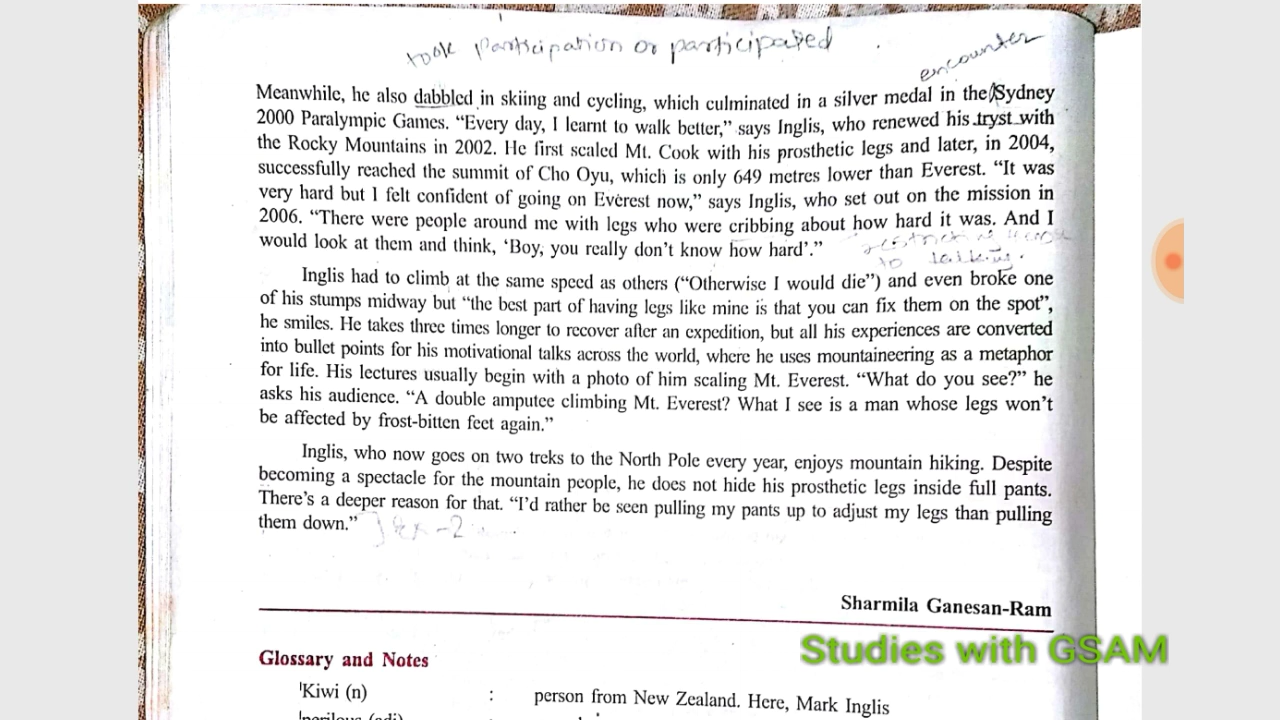 took participation or participated
encounter
Meanwhile, he also dabbled in skiing and cycling, which culminated in a silver medal in the Sydney
2000 Paralympic Games. “Every day, I learnt to walk better,” says Inglis, who renewed his tryst with
the Rocky Mountains in 2002. He first scaled Mt. Cook with his prosthetic legs and later, in 2004,
successfully reached the summit of Cho Oyu, which is only 649 metres lower than Everest. “It was
very hard but I felt confident of going on Everest now,” says Inglis, who set out on the mission in
2006. “There were people around me with legs who were cribbing about how hard it was. And I
would look at them and think, ‘Boy, you really don’t know how hard’.”
to talking.
Inglis had to climb at the same speed as others (“Otherwise I would die”) and even broke one
of his stumps midway but “the best part of having legs like mine is that you can fix them on the spot”,
he smiles. He takes three times longer to recover after an expedition, but all his experiences are converted
into bullet points for his motivational talks across the world, where he uses mountaineering as a metaphor
for life. His lectures usually begin with a photo of him scaling Mt. Everest. “What do you see?” he
asks his audience. “A double amputee climbing Mt. Everest? What I see is a man whose legs won’t
be affected by frost-bitten feet again.”
Inglis, who now goes on two treks to the North Pole every year, enjoys mountain hiking. Despite
becoming a spectacle for the mountain people, he does not hide his prosthetic legs inside full pants.
There’s a deeper reason for that. “I’d rather be seen pulling my pants up to adjust my legs than pulling
them down.”
Sharmila Ganesan-Ram
Studies with GSAM
Glossary and Notes
Kiwi (n) : person from New Zealand. Here, Mark Inglis